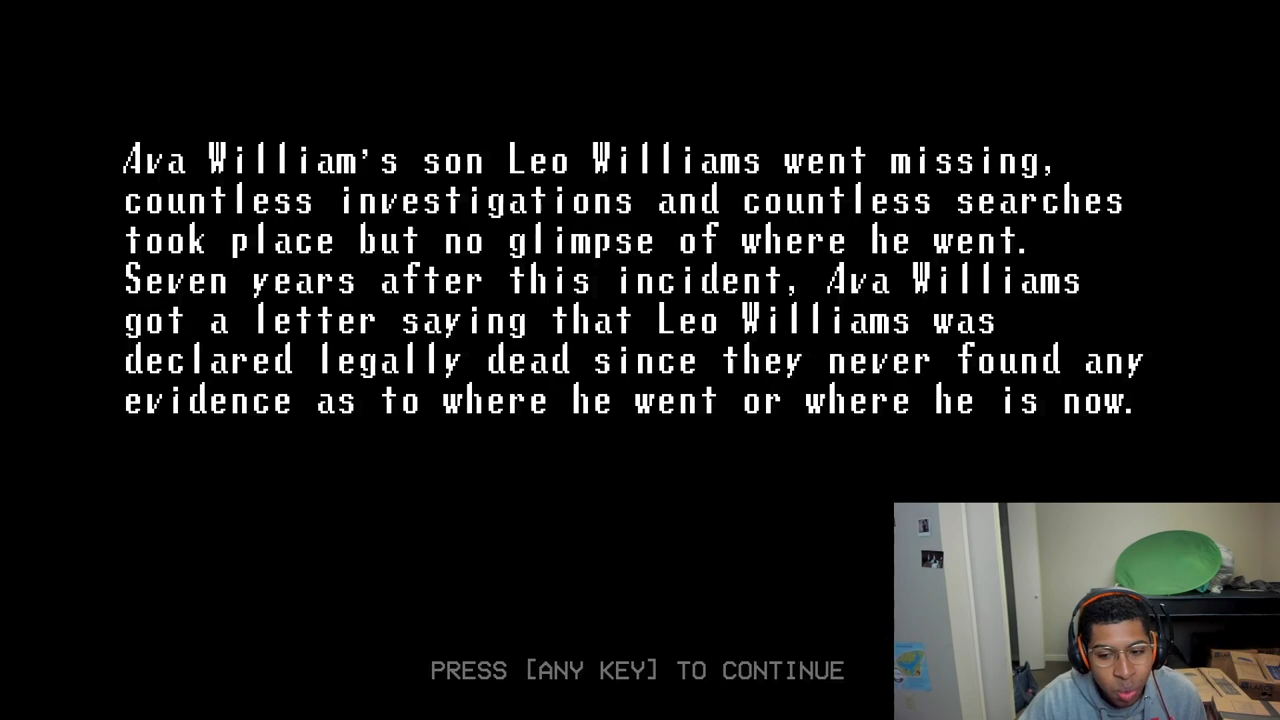 Ava William's son Leo Williams went missing,
countless investigations and countless searches
took place but no glimpse of where he went.
Seven years after this incident, Ava Williams
got a letter saying that Leo Williams was
declared legally dead since they never found any
evidence as to where he went or where he is now.
PRESS [ANY KEY] TO CONTINUE